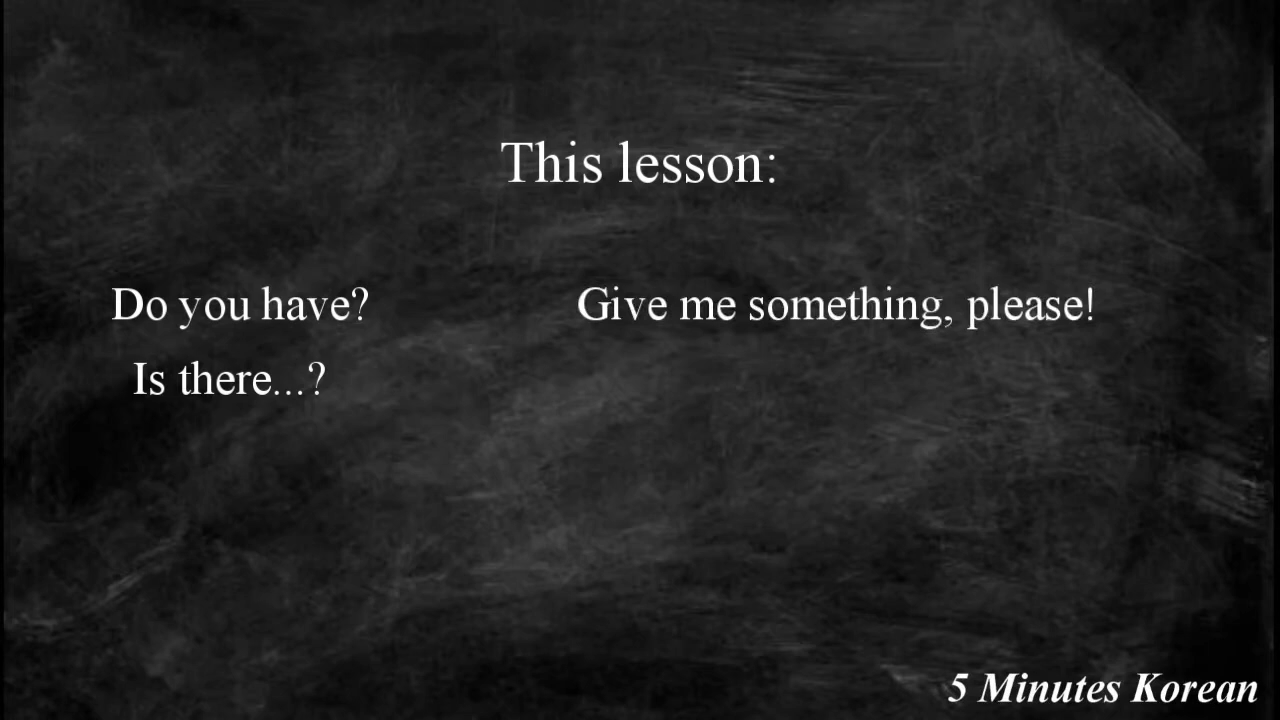 This lesson:
Do you have?
Is there...?
Give me something, please!
5 Minutes Korean